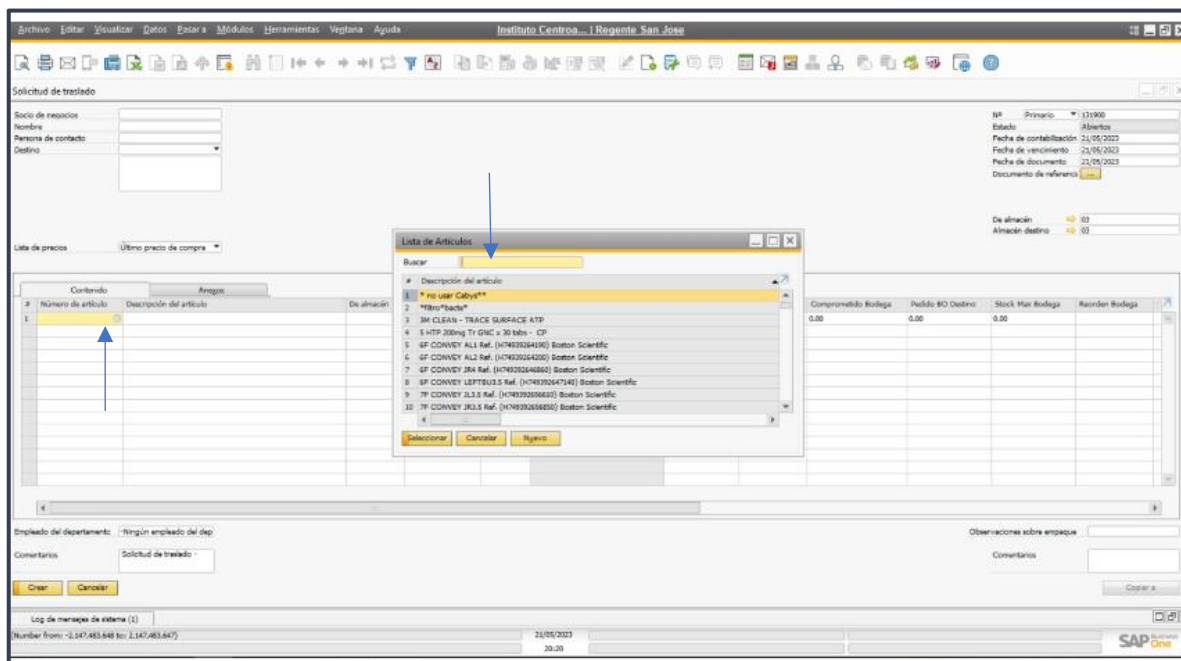 Archivo Editar Visualizar Datos Pasar a Módulos Herramientas Ventana Ayuda Instituto Centroa... | Regente San Jose
Solicitud de traslado
Socio de negocios Nº Primario 131900
Nombre Estado Abiertos
Persona de contacto Fecha de contabilización 21/05/2023
Destino Fecha de vencimiento 21/05/2023
Fecha de documento 21/05/2023
Documento de referencia ...
De almacén 03
Almacén destino 03
Lista de precios Último precio de compra
Lista de Artículos
Buscar
# Descripción del artículo
1 * no usar Cabys**
2 *filtro*bacte*
3 3M CLEAN - TRACE SURFACE ATP
4 5 HTP 200mg Tr GNC x 30 tabs - CP
5 6F CONVEY AL1 Ref. (H74939264190) Boston Scientific
6 6F CONVEY AL2 Ref. (H74939264200) Boston Scientific
7 6F CONVEY JR4 Ref. (H749392646860) Boston Scientific
8 6F CONVEY LEFTBU3.5 Ref. (H749392647140) Boston Scientific
9 7F CONVEY JL3.5 Ref. (H749392656620) Boston Scientific
10 7F CONVEY JR3.5 Ref. (H749392656850) Boston Scientific
Seleccionar Cancelar Nuevo
Contenido Anexos
# Número de artículo Descripción del artículo De almacén Comprometido Bodega Pedido BO Destino Stock Max Bodega Reorden Bodega
1 0.00 0.00 0.00
Empleado del departamento -Ningún empleado del dep Observaciones sobre empaque
Comentarios Solicitud de traslado - Comentarios
Crear Cancelar Copiar a
Log de mensajes de sistema (1)
(Number from: -2.147.483.648 to: 2.147.483.647) 21/05/2023
20:20
SAP Business One